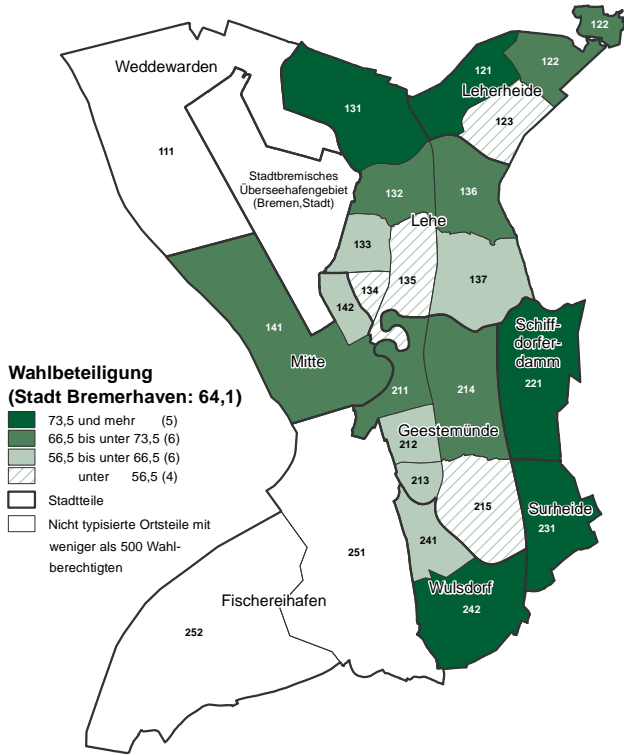 122
122
121
Leherheide
123
Weddewarden
131
111
Stadtbremisches
Überseehafengebiet
(Bremen,Stadt)
132
136
Lehe
133
134
135
137
142
141
Mitte
Schiff-
dorfer-
damm
221
211
214
Geestemünde
212
213
215
Surheide
231
241
Wulsdorf
242
251
Fischereihafen
252
Wahlbeteiligung
(Stadt Bremerhaven: 64,1)
73,5 und mehr (5)
66,5 bis unter 73,5 (6)
56,5 bis unter 66,5 (6)
unter 56,5 (4)
Stadtteile
Nicht typisierte Ortsteile mit
weniger als 500 Wahl-
berechtigten